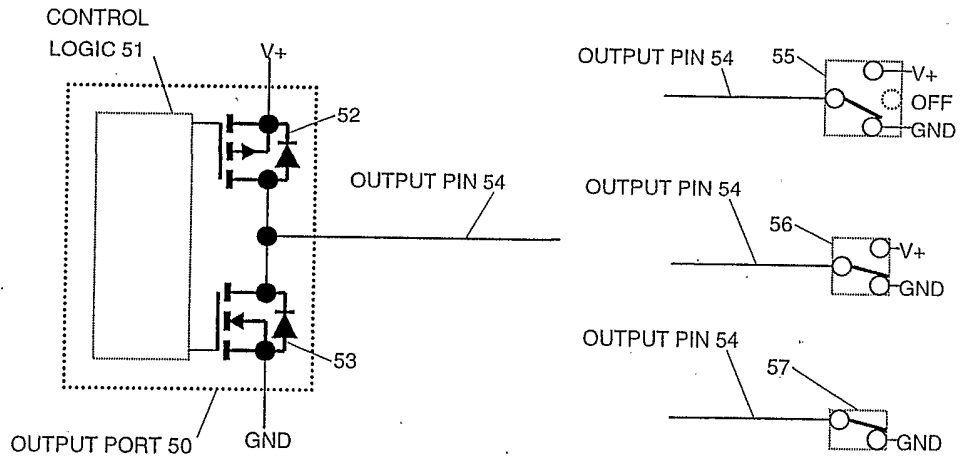 CONTROL
LOGIC 51
V+
52
OUTPUT PIN 54
53
GND
OUTPUT PORT 50
OUTPUT PIN 54
55
V+
OFF
GND
OUTPUT PIN 54
56
V+
GND
OUTPUT PIN 54
57
GND